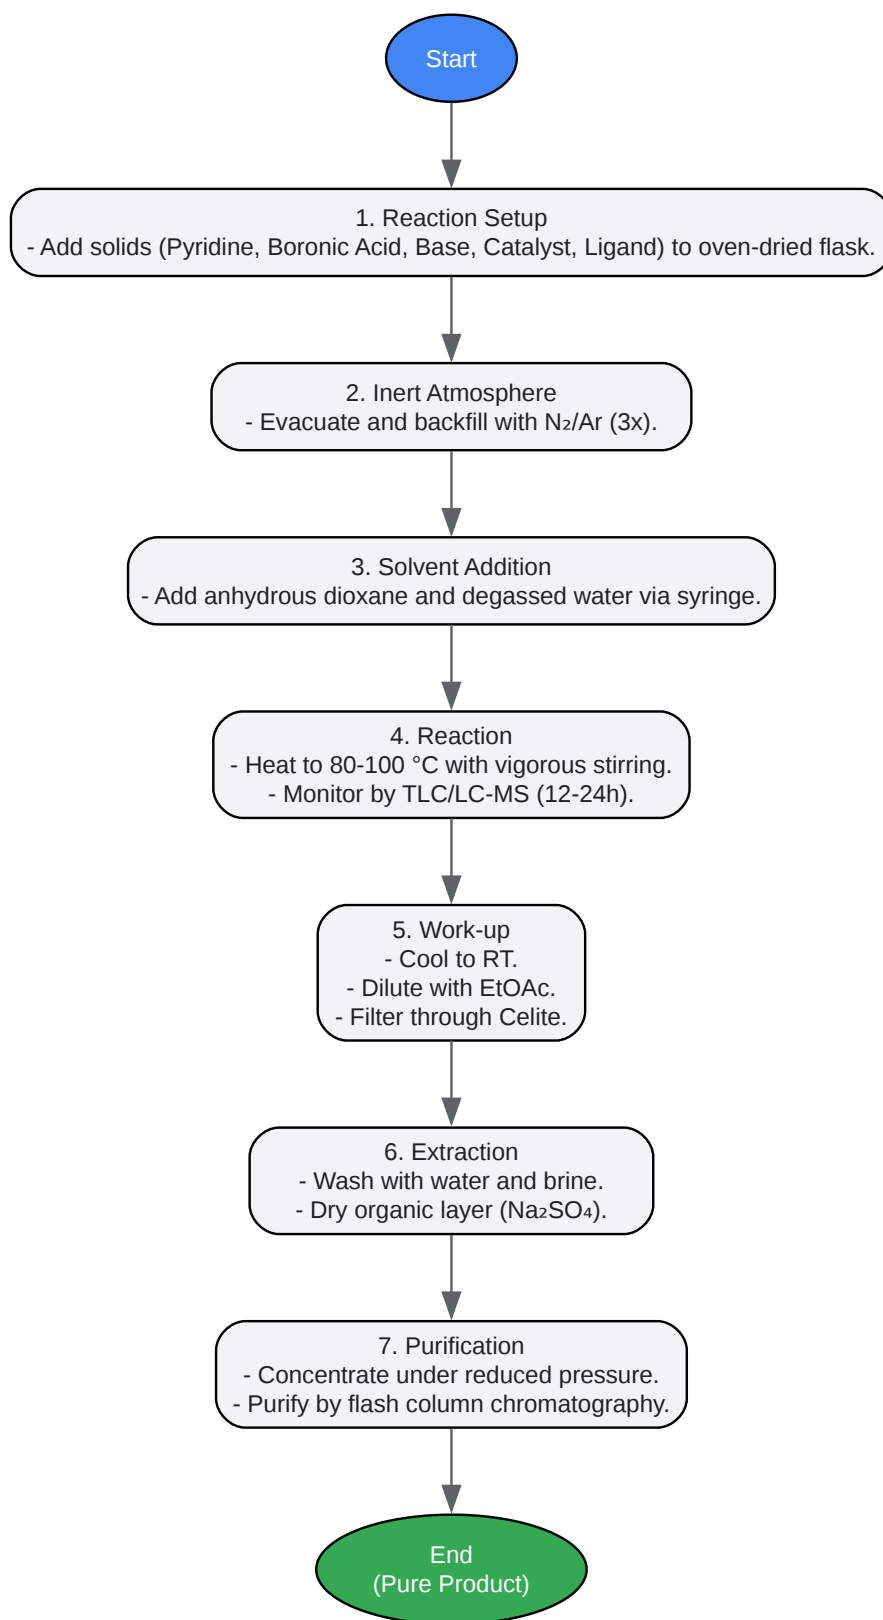 Start
1. Reaction Setup
- Add solids (Pyridine, Boronic Acid, Base, Catalyst, Ligand) to oven-dried flask.
2. Inert Atmosphere
- Evacuate and backfill with N₂/Ar (3x).
3. Solvent Addition
- Add anhydrous dioxane and degassed water via syringe.
4. Reaction
- Heat to 80-100 °C with vigorous stirring.
- Monitor by TLC/LC-MS (12-24h).
5. Work-up
- Cool to RT.
- Dilute with EtOAc.
- Filter through Celite.
6. Extraction
- Wash with water and brine.
- Dry organic layer (Na₂SO₄).
7. Purification
- Concentrate under reduced pressure.
- Purify by flash column chromatography.
End
(Pure Product)